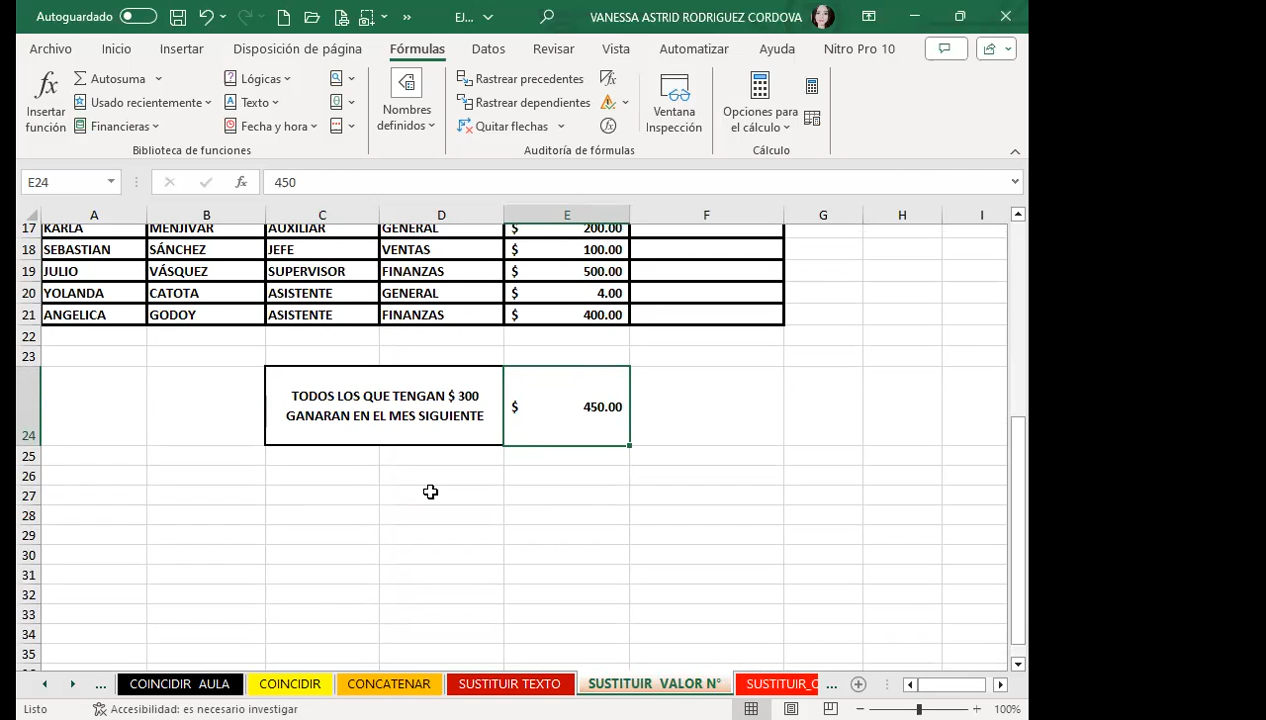 Autoguardado EJ... VANESSA ASTRID RODRIGUEZ CORDOVA
Archivo Inicio Insertar Disposición de página Fórmulas Datos Revisar Vista Automatizar Ayuda Nitro Pro 10
fx Insertar función
Autosuma
Usado recientemente
Financieras
Lógicas
Texto
Fecha y hora
Biblioteca de funciones
Nombres definidos
Rastrear precedentes
Rastrear dependientes
Quitar flechas
Auditoría de fórmulas
Ventana Inspección
Opciones para el cálculo
Cálculo
E24 fx 450
A B C D E F G H I
17 KARLA MENJIVAR AUXILIAR GENERAL $ 200.00
18 SEBASTIAN SÁNCHEZ JEFE VENTAS $ 100.00
19 JULIO VÁSQUEZ SUPERVISOR FINANZAS $ 500.00
20 YOLANDA CATOTA ASISTENTE GENERAL $ 4.00
21 ANGELICA GODOY ASISTENTE FINANZAS $ 400.00
22
23
TODOS LOS QUE TENGAN $ 300
GANARAN EN EL MES SIGUIENTE
$ 450.00
24
25
26
27
28
29
30
31
32
33
34
35
... COINCIDIR AULA COINCIDIR CONCATENAR SUSTITUIR TEXTO SUSTITUIR VALOR N° SUSTITUIR_C ...
Listo Accesibilidad: es necesario investigar 100%